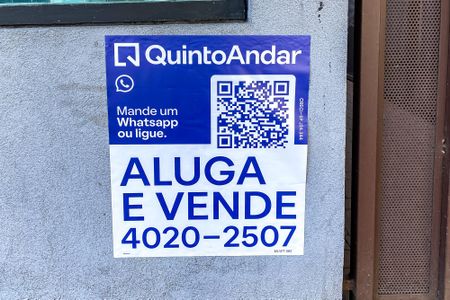 QuintoAndar
Mande um
Whatsapp
ou ligue.
ALUGA
E VENDE
4020-2507